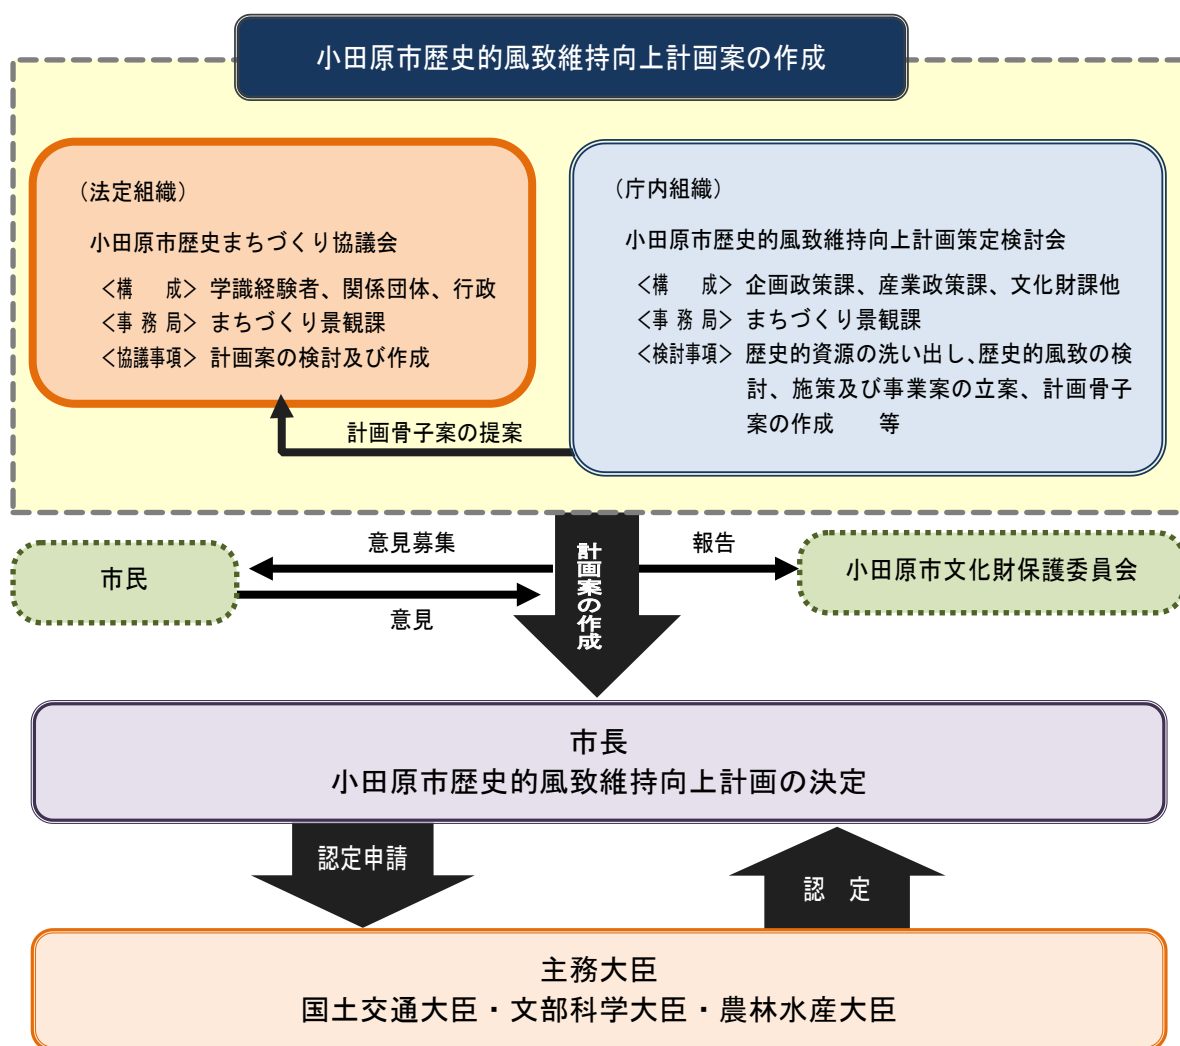 小田原市歴史的風致維持向上計画案の作成
（法定組織）
小田原市歴史まちづくり協議会
＜構　成＞ 学識経験者、関係団体、行政
＜事務局＞ まちづくり景観課
＜協議事項＞ 計画案の検討及び作成
（庁内組織）
小田原市歴史的風致維持向上計画策定検討会
＜構　成＞ 企画政策課、産業政策課、文化財課他
＜事務局＞ まちづくり景観課
＜検討事項＞ 歴史的資源の洗い出し、歴史的風致の検
討、施策及び事業案の立案、計画骨子
案の作成　等
計画骨子案の提案
計画案の作成
意見募集
市民
意見
報告
小田原市文化財保護委員会
市長
小田原市歴史的風致維持向上計画の決定
認定申請
認　定
主務大臣
国土交通大臣・文部科学大臣・農林水産大臣